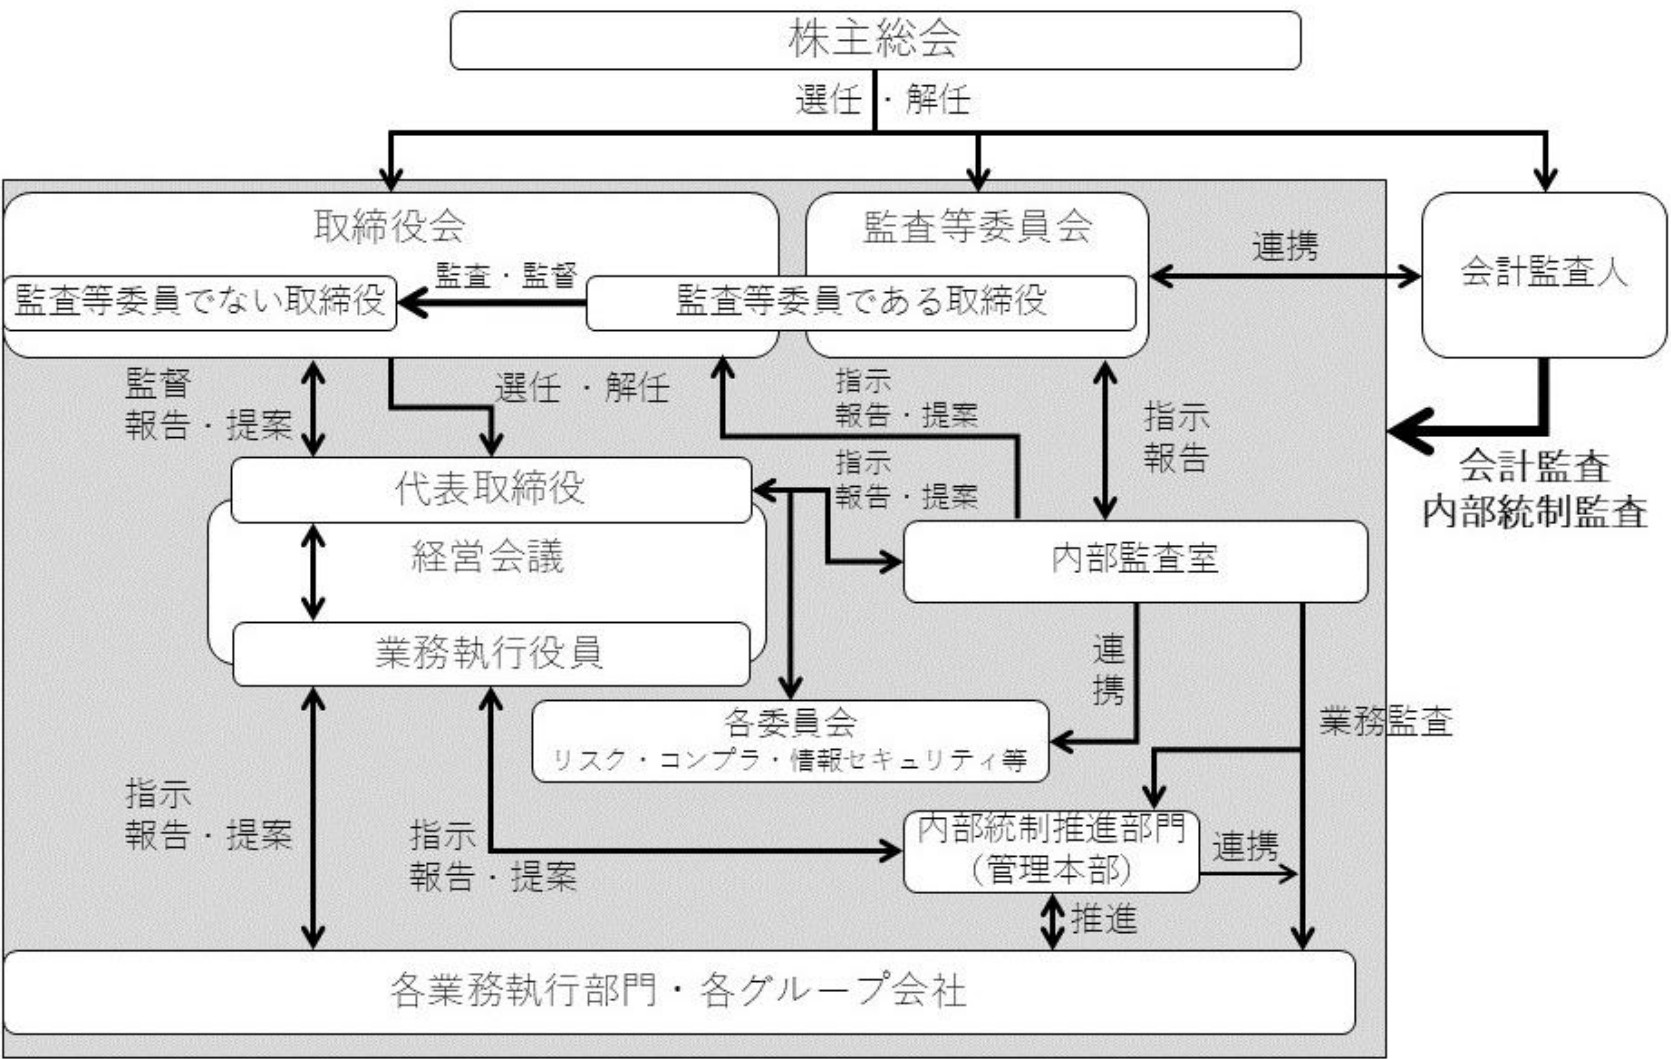 株主総会
選任・解任
取締役会
監査等委員会
会計監査人
連携
監査・監督
監査等委員でない取締役
監査等委員である取締役
監督
報告・提案
選任・解任
指示
報告・提案
指示
報告
指示
報告・提案
会計監査
内部統制監査
代表取締役
経営会議
内部監査室
業務執行役員
連携
各委員会
リスク・コンプラ・情報セキュリティ等
業務監査
指示
報告・提案
指示
報告・提案
内部統制推進部門
（管理本部）
連携
推進
各業務執行部門・各グループ会社